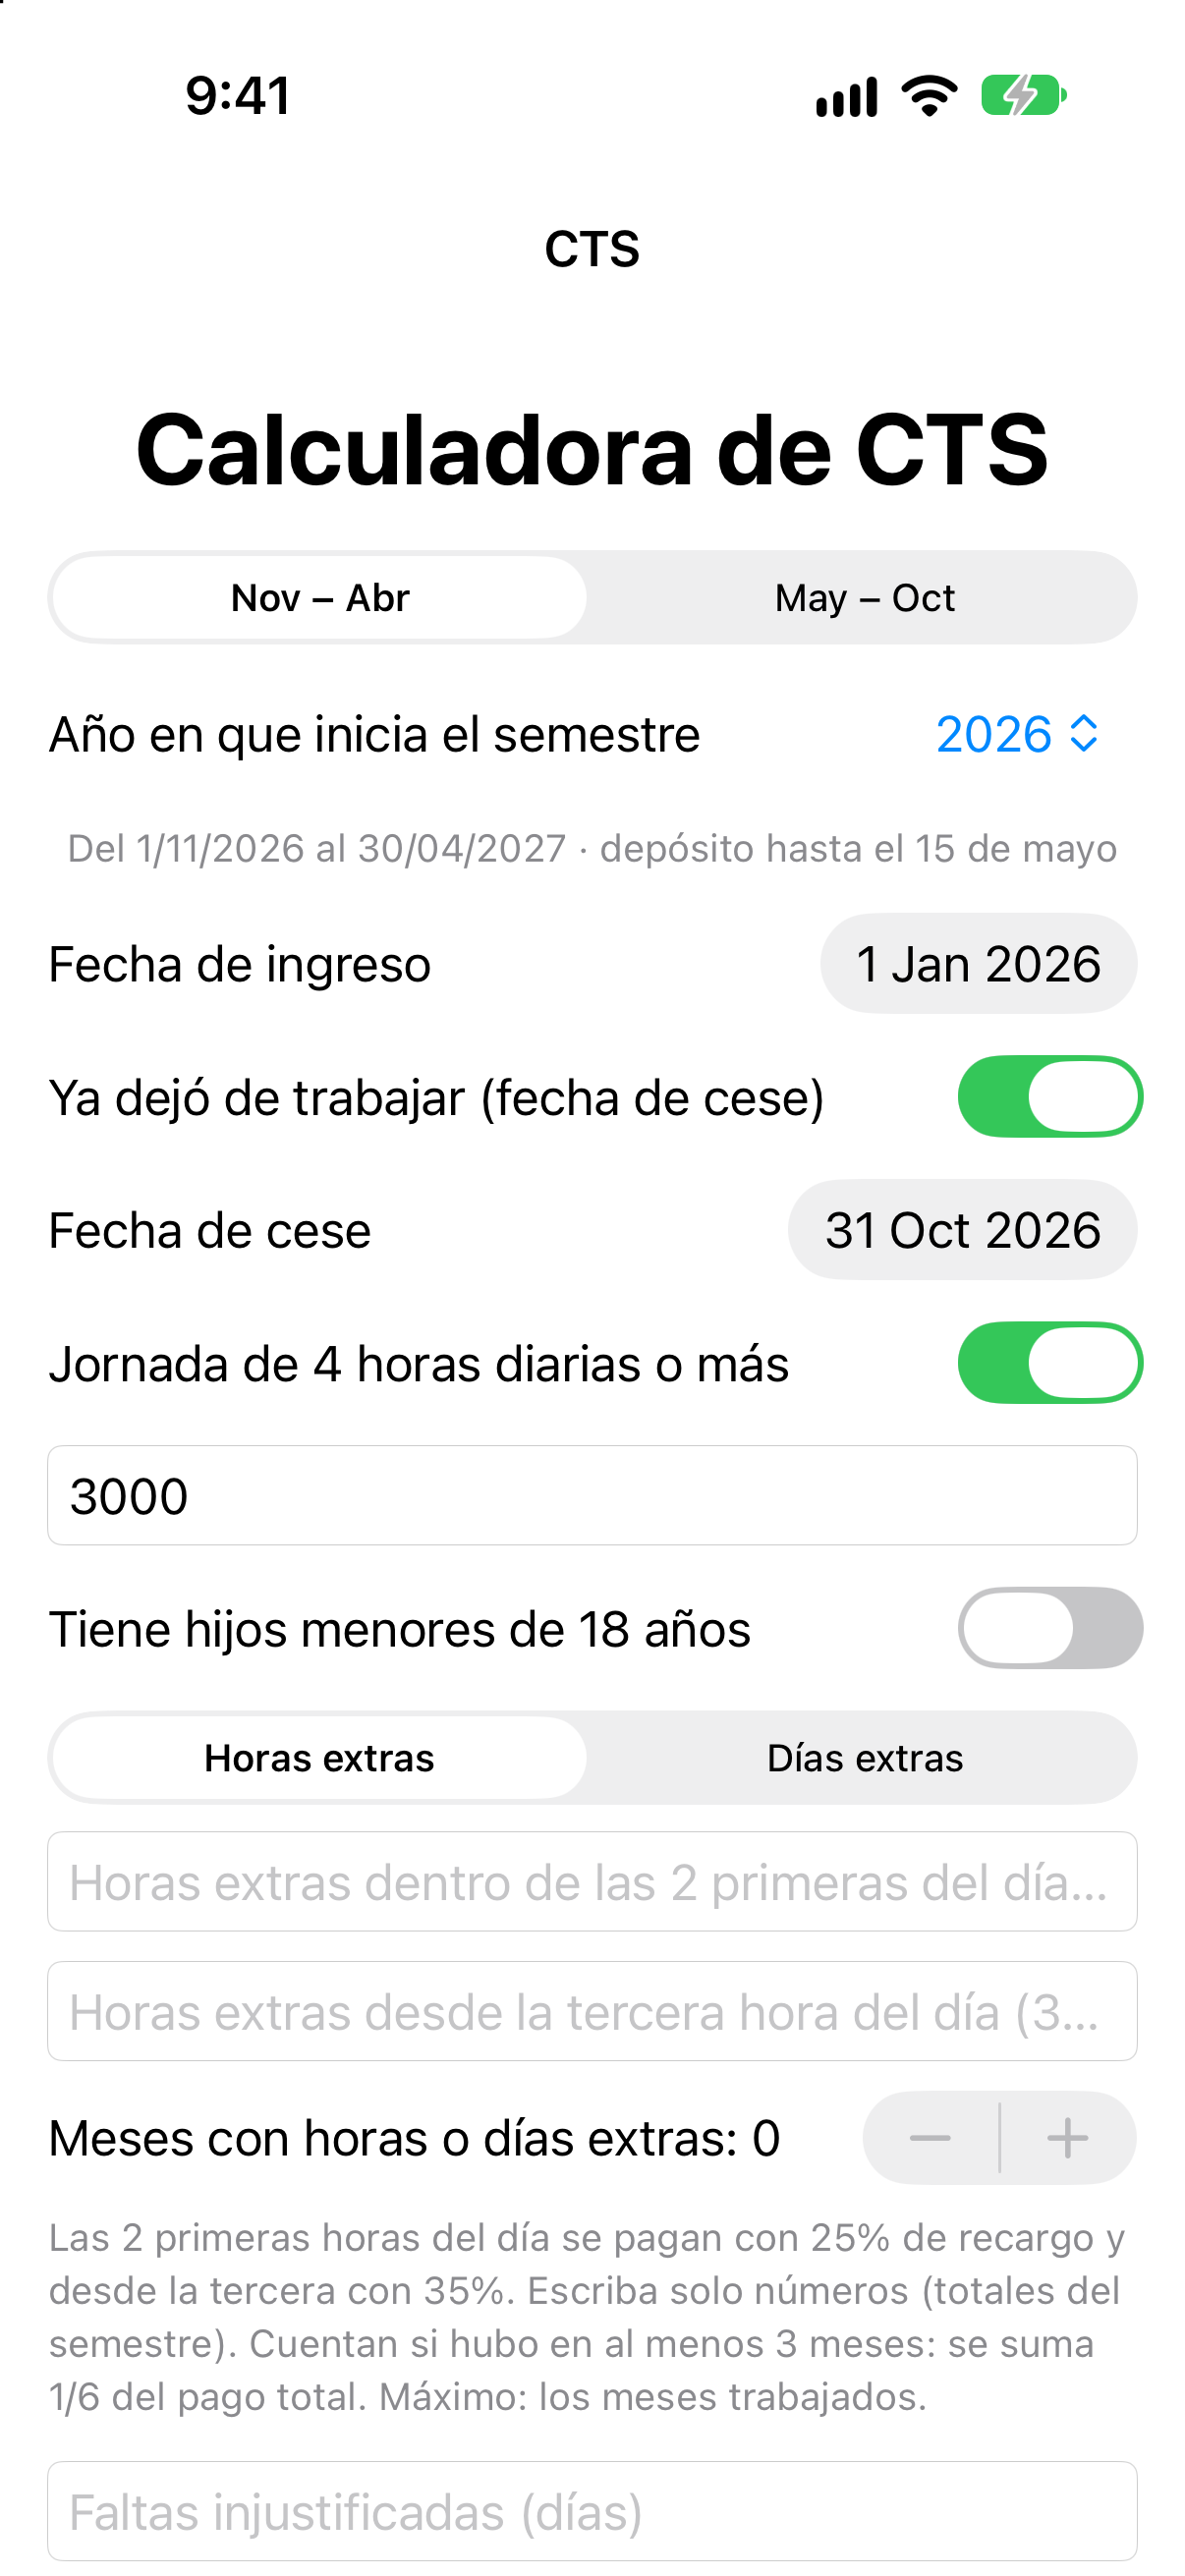 9:41
CTS
Calculadora de CTS
Nov – Abr
May – Oct
Año en que inicia el semestre
2026
Del 1/11/2026 al 30/04/2027 · depósito hasta el 15 de mayo
Fecha de ingreso
1 Jan 2026
Ya dejó de trabajar (fecha de cese)
Fecha de cese
31 Oct 2026
Jornada de 4 horas diarias o más
3000
Tiene hijos menores de 18 años
Horas extras
Días extras
Horas extras dentro de las 2 primeras del día...
Horas extras desde la tercera hora del día (3...
Meses con horas o días extras: 0
Las 2 primeras horas del día se pagan con 25% de recargo y
desde la tercera con 35%. Escriba solo números (totales del
semestre). Cuentan si hubo en al menos 3 meses: se suma
1/6 del pago total. Máximo: los meses trabajados.
Faltas injustificadas (días)